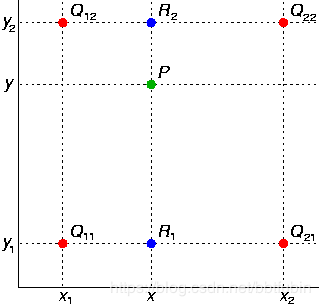 y₂ Q₁₂ R₂ Q₂₂
y P
y₁ Q₁₁ R₁ Q₂₁
x₁ x x₂